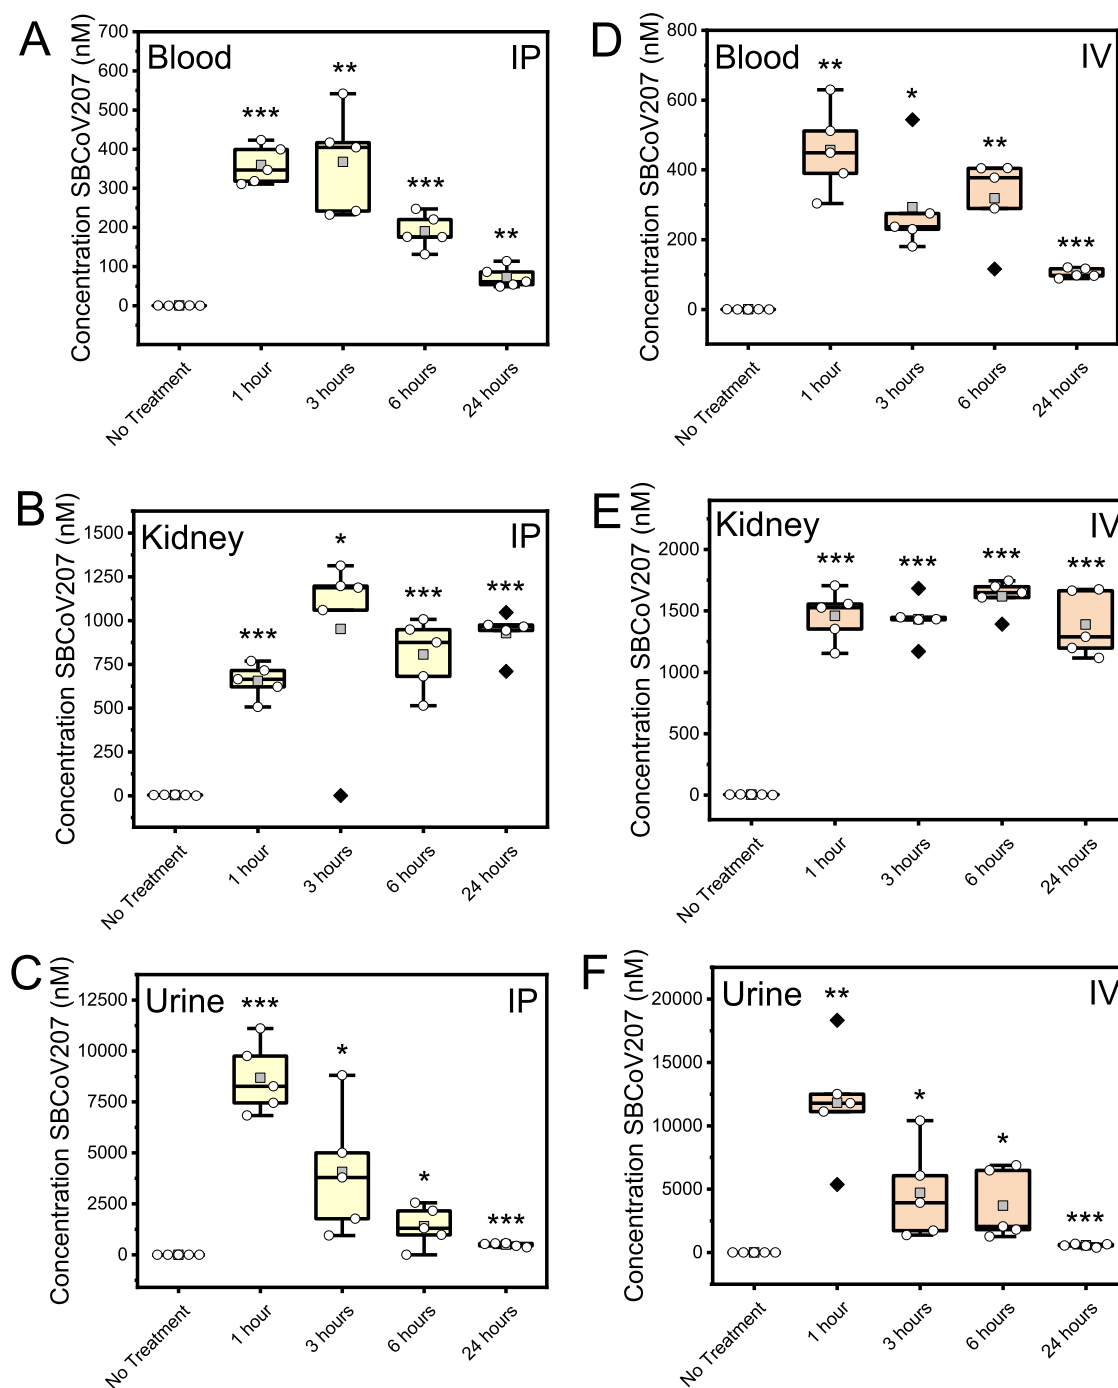 A
Concentration SBCoV207 (nM)
Blood
IP
700
600
500
400
300
200
100
0
***
**
***
**
No Treatment
1 hour
3 hours
6 hours
24 hours
D
Concentration SBCoV207 (nM)
Blood
IV
800
600
400
200
0
**
*
**
***
No Treatment
1 hour
3 hours
6 hours
24 hours
B
Concentration SBCoV207 (nM)
Kidney
IP
1500
1250
1000
750
500
250
0
***
*
***
***
No Treatment
1 hour
3 hours
6 hours
24 hours
E
Concentration SBCoV207 (nM)
Kidney
IV
2000
1500
1000
500
0
***
***
***
***
No Treatment
1 hour
3 hours
6 hours
24 hours
C
Concentration SBCoV207 (nM)
Urine
IP
12500
10000
7500
5000
2500
0
***
*
*
***
No Treatment
1 hour
3 hours
6 hours
24 hours
F
Concentration SBCoV207 (nM)
Urine
IV
20000
15000
10000
5000
0
**
*
*
***
No Treatment
1 hour
3 hours
6 hours
24 hours